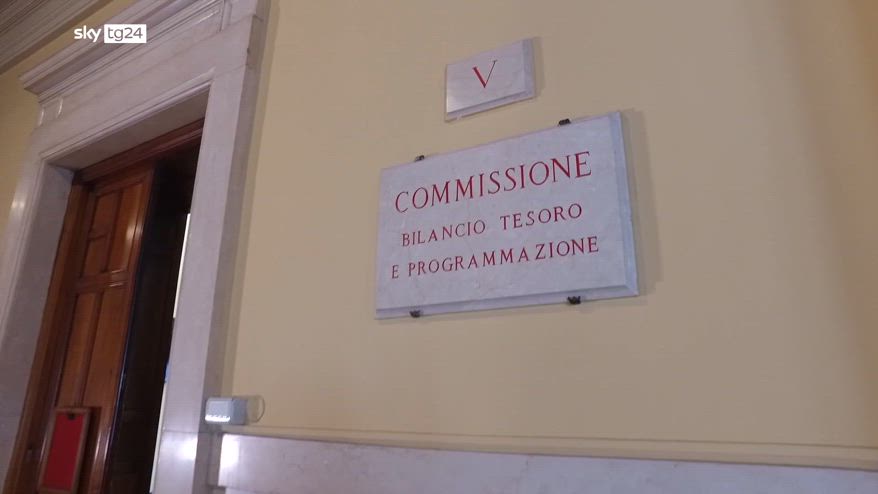 sky tg24
V
COMMISSIONE
BILANCIO TESORO
E PROGRAMMAZIONE